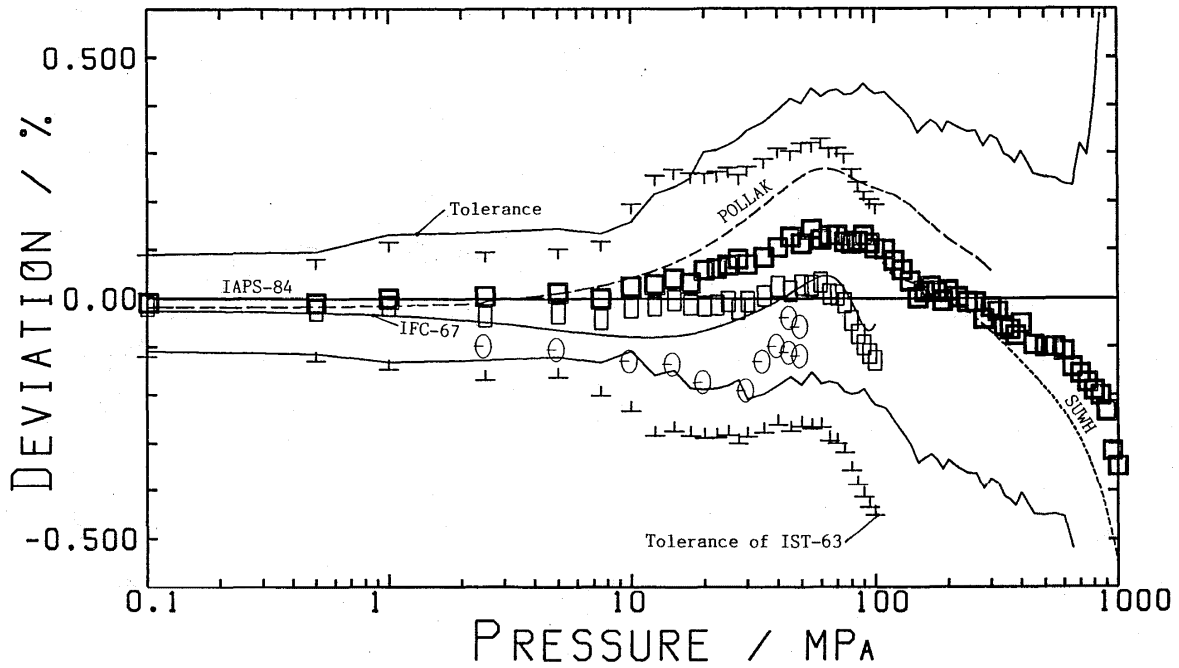 DEVIATION / %
0.500
0.00
-0.500
Tolerance
POLLAK
IAPS-84
IFC-67
SUWH
Tolerance of IST-63
0.1
1
10
100
1000
PRESSURE / MPA